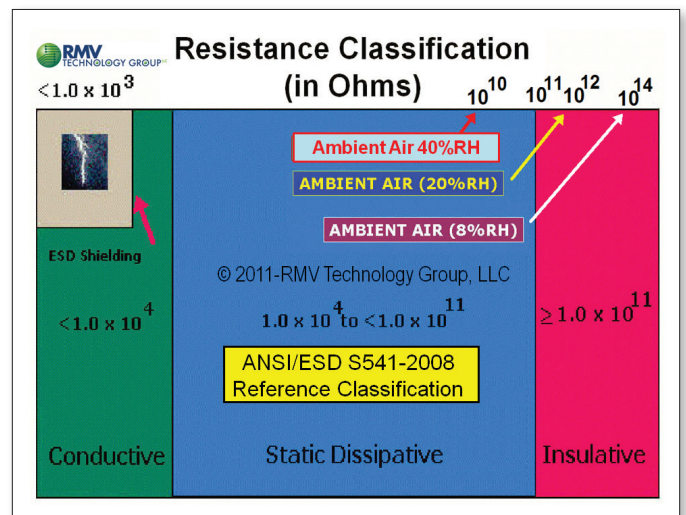 RMV
TECHNOLOGY GROUP
Resistance Classification
(in Ohms)
<1.0 x 10³
10¹⁰
10¹¹
10¹²
10¹⁴
Ambient Air 40%RH
AMBIENT AIR (20%RH)
AMBIENT AIR (8%RH)
ESD Shielding
© 2011-RMV Technology Group, LLC
<1.0 x 10⁴
1.0 x 10⁴ to <1.0 x 10¹¹
≥1.0 x 10¹¹
ANSI/ESD S541-2008
Reference Classification
Conductive
Static Dissipative
Insulative